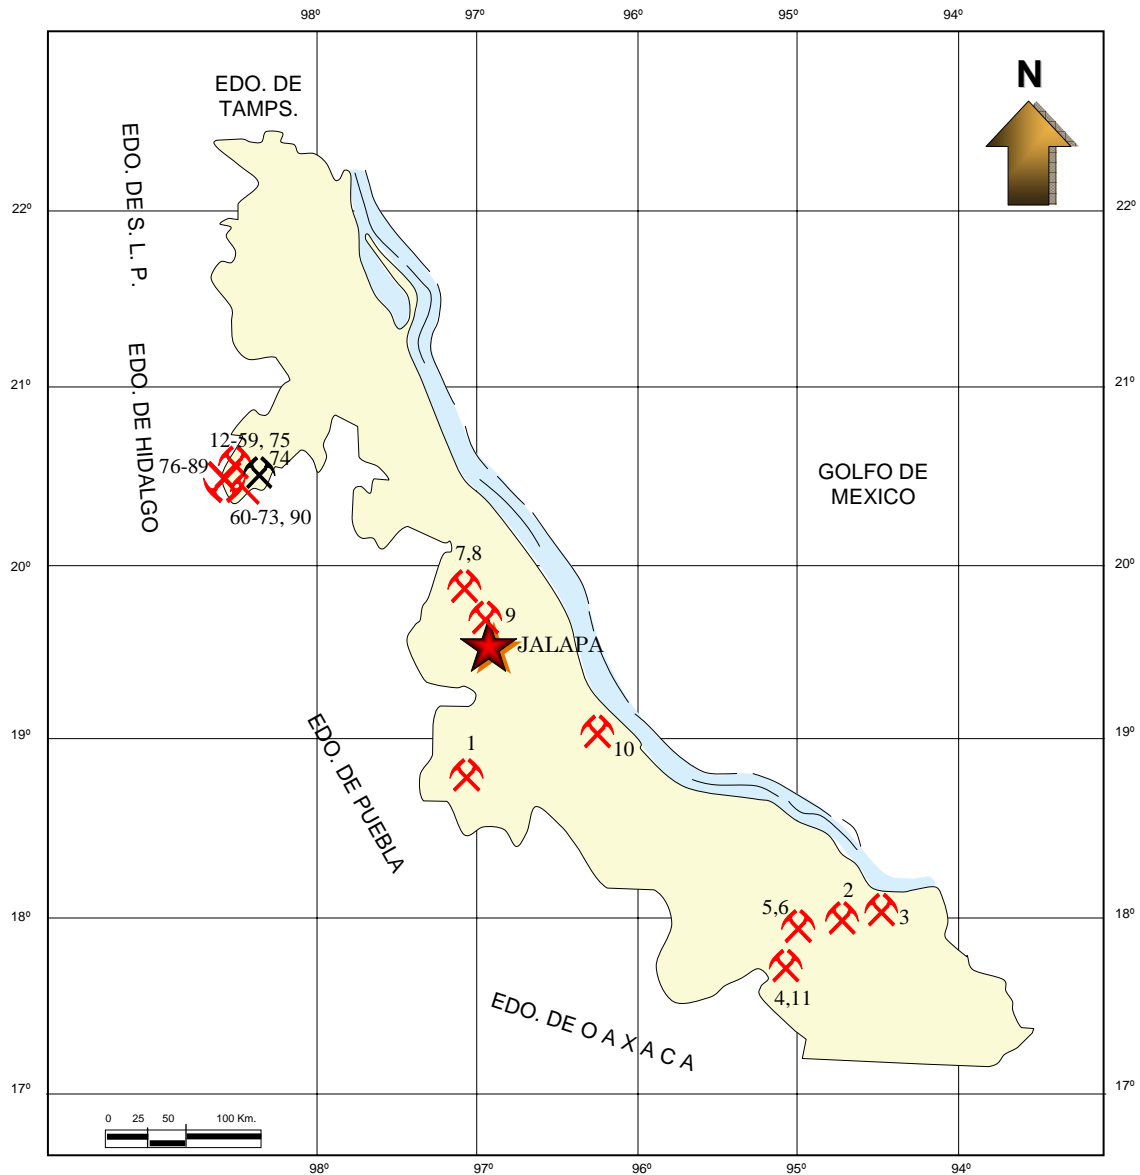 98º 97º 96º 95º 94º
N
EDO. DE
TAMPS.
EDO. DE S. L. P.
22º 22º
EDO. DE HIDALGO
21º 21º
12-59, 75
74
76-89
60-73, 90
GOLFO DE
MEXICO
20º 20º
7,8
9
JALAPA
19º 19º
EDO. DE PUEBLA
1
10
2
5,6
3
18º 18º
4,11
EDO. DE O A X A C A
17º 17º
0 25 50 100 Km.
98º 97º 96º 95º 94º